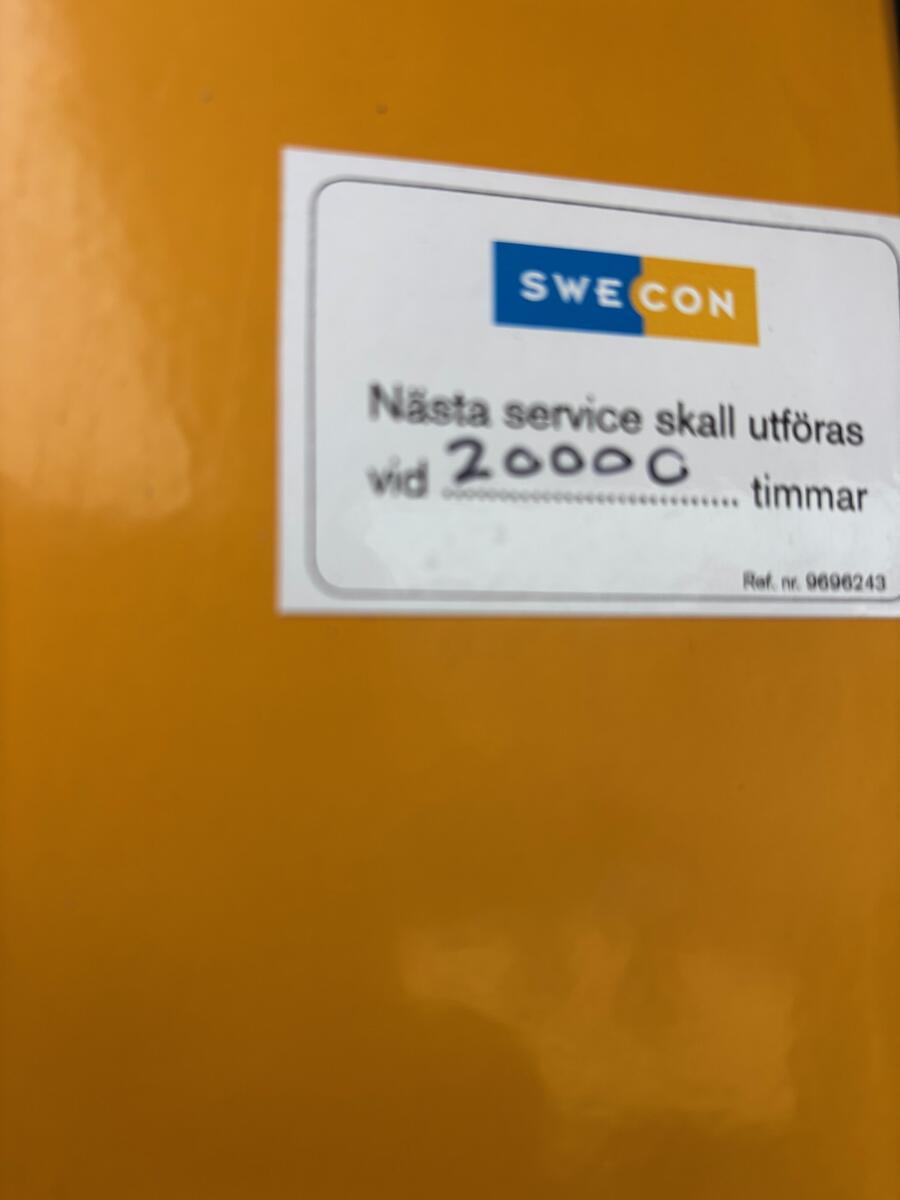 SWECON
Nästa service skall utföras
vid 20000 timmar
Ref. nr. 9696243